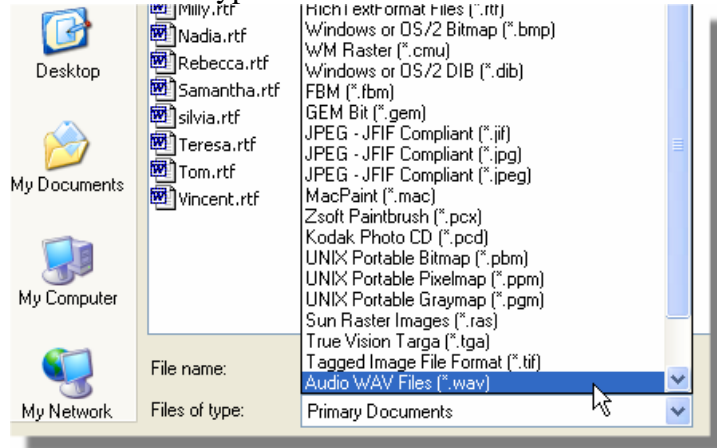 Desktop
My Documents
My Computer
My Network
Milly.rtf
Nadia.rtf
Rebecca.rtf
Samantha.rtf
silvia.rtf
Teresa.rtf
Tom.rtf
Vincent.rtf
RichTextFormat Files (*.rtf)
Windows or OS/2 Bitmap (*.bmp)
WM Raster (*.cmu)
Windows or OS/2 DIB (*.dib)
FBM (*.fbm)
GEM Bit (*.gem)
JPEG - JFIF Compliant (*.jif)
JPEG - JFIF Compliant (*.jpg)
JPEG - JFIF Compliant (*.jpeg)
MacPaint (*.mac)
Zsoft Paintbrush (*.pcx)
Kodak Photo CD (*.pcd)
UNIX Portable Bitmap (*.pbm)
UNIX Portable Pixelmap (*.ppm)
UNIX Portable Graymap (*.pgm)
Sun Raster Images (*.ras)
True Vision Targa (*.tga)
Tagged Image File Format (*.tif)
Audio WAV Files (*.wav)
File name:
Files of type:
Primary Documents